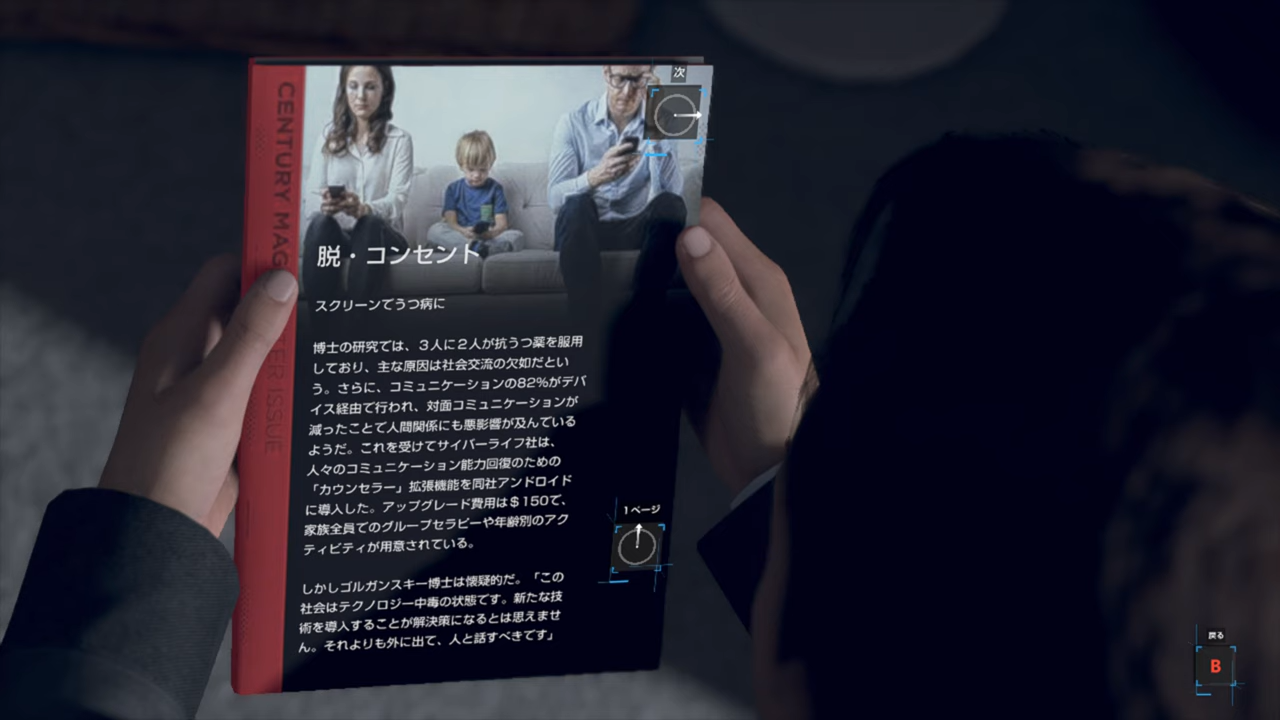 CENTURY MAG
TER ISSUE
次
脱・コンセント
スクリーンでうつ病に
博士の研究では、3人に2人が抗うつ薬を服用
しており、主な原因は社会交流の欠如だとい
う。さらに、コミュニケーションの82%がデバ
イス経由で行われ、対面コミュニケーションが
減ったことで人間関係にも悪影響が及んでいる
ようだ。これを受けてサイバーライフ社は、
人々のコミュニケーション能力回復のための
「カウンセラー」拡張機能を同社アンドロイド
に導入した。アップグレード費用は＄150で、
家族全員でのグループセラピーや年齢別のアク
ティビティが用意されている。
しかしゴルガンスキー博士は懐疑的だ。「この
社会はテクノロジー中毒の状態です。新たな技
術を導入することが解決策になるとは思えませ
ん。それよりも外に出て、人と話すべきです」
1ページ
戻る
B